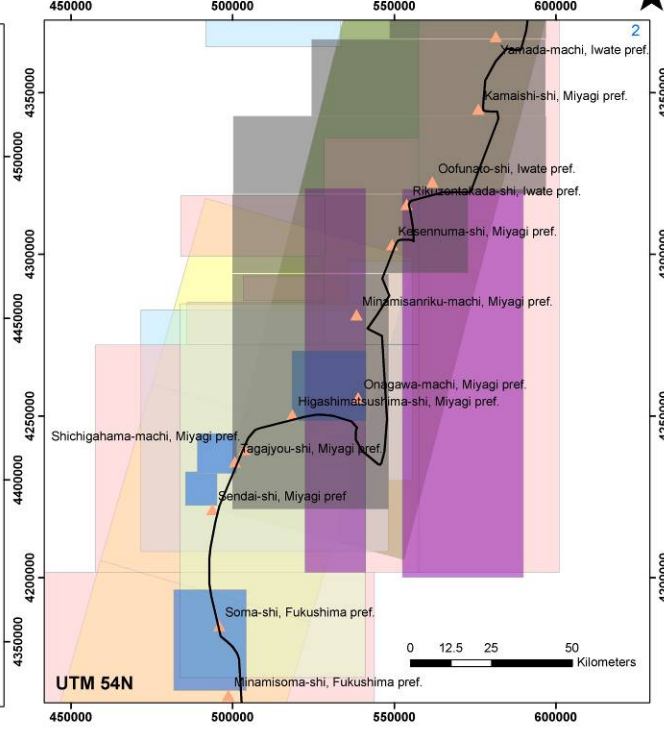 450000 500000 550000 600000
2
Yamada-machi, Iwate pref.
4350000
Kamaishi-shi, Miyagi pref.
4500000
Oofunato-shi, Iwate pref.
Rikuzentakada-shi, Iwate pref.
Kesennuma-shi, Miyagi pref.
4300000
Minamisanriku-machi, Miyagi pref.
4450000
Onagawa-machi, Miyagi pref.
Higashimatsushima-shi, Miyagi pref.
4250000
Shichigahama-machi, Miyagi pref.
Tagajyou-shi, Miyagi pref.
4400000
Sendai-shi, Miyagi pref
4200000
Soma-shi, Fukushima pref.
4350000
0 12.5 25 50
Kilometers
UTM 54N
Minamisoma-shi, Fukushima pref.
450000 500000 550000 600000